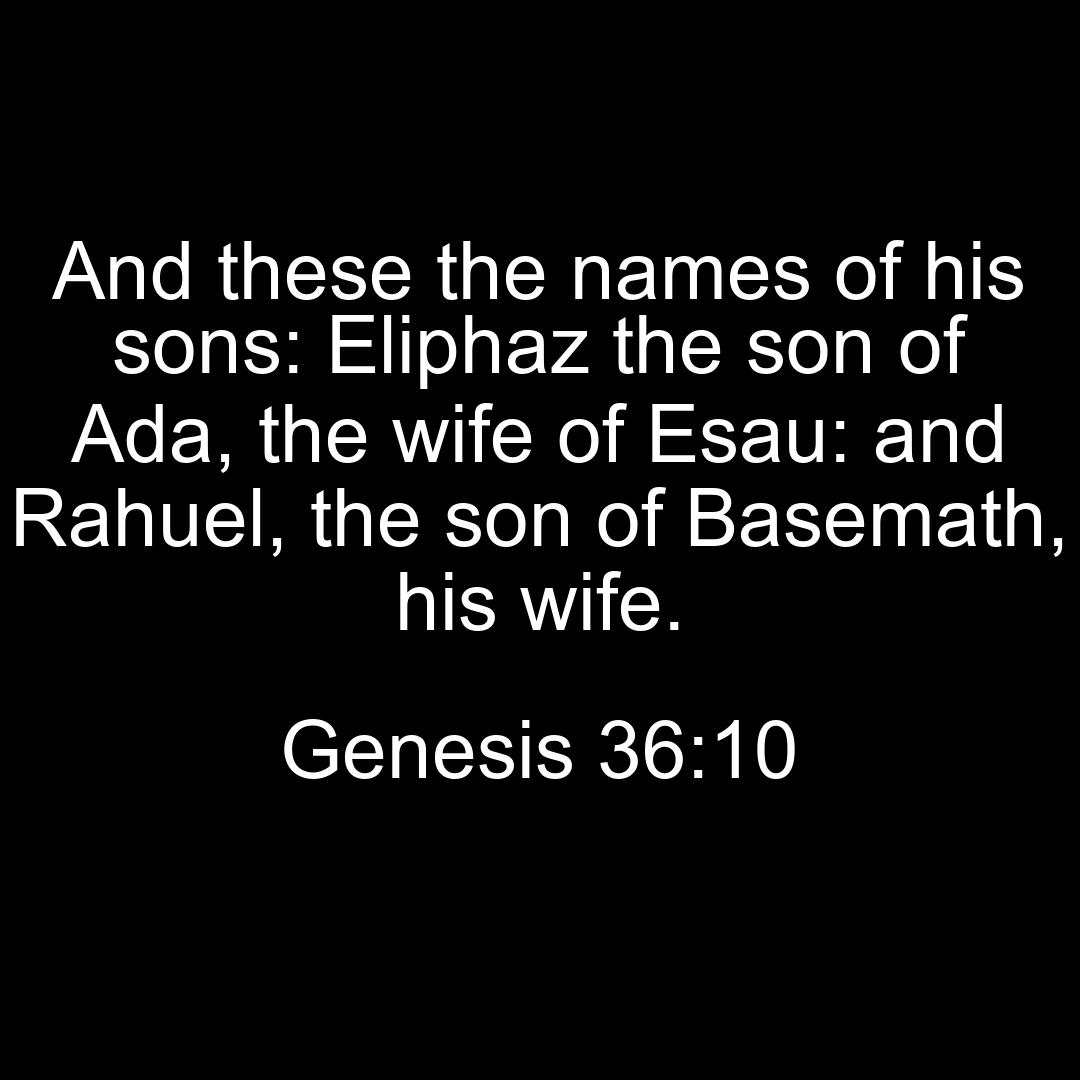 And these the names of his
sons: Eliphaz the son of
Ada, the wife of Esau: and
Rahuel, the son of Basemath,
his wife.
Genesis 36:10